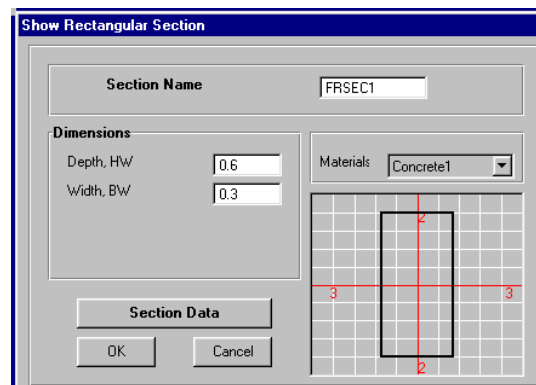 Show Rectangular Section
Section Name
FRSEC1
Dimensions
Depth, HW
0.6
Width, BW
0.3
Materials
Concrete1
2
3
3
2
Section Data
OK
Cancel